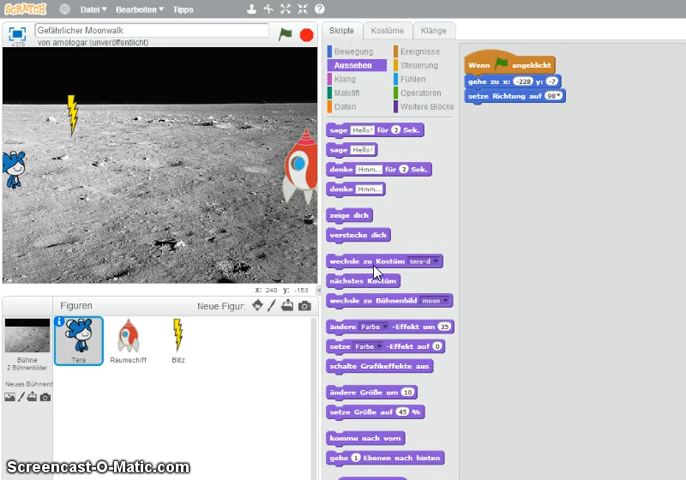 SCRATCH Datei Bearbeiten Tipps
Gefährlicher Moonwalk
von arnologar (unveröffentlicht)
Skripte Kostüme Klänge
Bewegung Ereignisse
Aussehen Steuerung
Klang Fühlen
Malstift Operatoren
Daten Weitere Blöcke
sage Hello! für 2 Sek.
sage Hello!
denke Hmm... für 2 Sek.
denke Hmm...
zeige dich
verstecke dich
wechsle zu Kostüm tera-d
nächstes Kostüm
wechsle zu Bühnenbild moon
ändere Farbe -Effekt um 25
setze Farbe -Effekt auf 0
schalte Grafikeffekte aus
ändere Größe um 10
setze Größe auf 45 %
komme nach vorn
gehe 1 Ebenen nach hinten
Wenn angeklickt
gehe zu x: -228 y: -7
setze Richtung auf 90
x: 240 y: -153
Figuren Neue Figur:
Bühne
2 Bühnenbilder
Neues Bühnenbi
Tera Raumschiff Blitz
Screencast-O-Matic.com